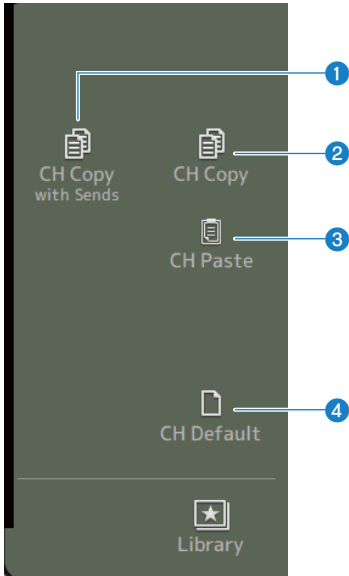 1
CH Copy
with Sends
CH Copy
2
CH Paste
3
CH Default
4
Library